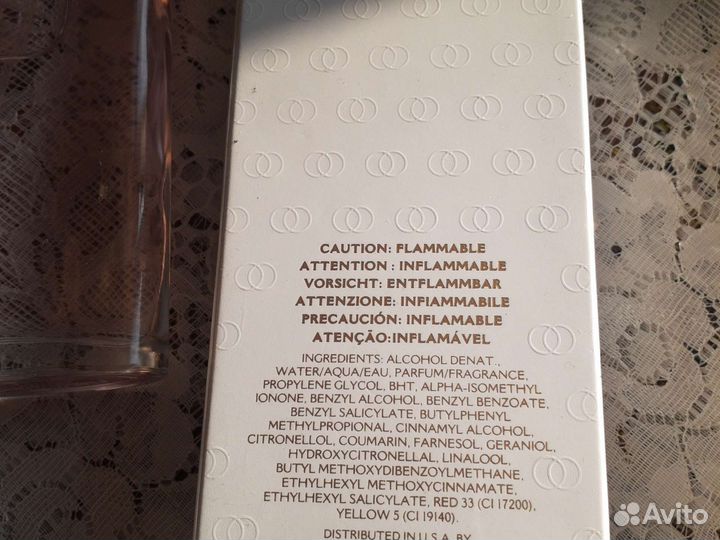 CAUTION: FLAMMABLE
ATTENTION : INFLAMMABLE
VORSICHT: ENTFLAMMBAR
ATTENZIONE: INFIAMMABILE
PRECAUCIÓN: INFLAMABLE
ATENÇÃO:INFLAMÁVEL
INGREDIENTS: ALCOHOL DENAT.,
WATER/AQUA/EAU, PARFUM/FRAGRANCE,
PROPYLENE GLYCOL, BHT, ALPHA-ISOMETHYL
IONONE, BENZYL ALCOHOL, BENZYL BENZOATE,
BENZYL SALICYLATE, BUTYLPHENYL
METHYLPROPIONAL, CINNAMYL ALCOHOL,
CITRONELLOL, COUMARIN, FARNESOL, GERANIOL,
HYDROXYCITRONELLAL, LINALOOL,
BUTYL METHOXYDIBENZOYLMETHANE,
ETHYLHEXYL METHOXYCINNAMATE,
ETHYLHEXYL SALICYLATE, RED 33 (CI 17200),
YELLOW 5 (CI 19140).
DISTRIBUTED IN U.S.A. BY
Avito